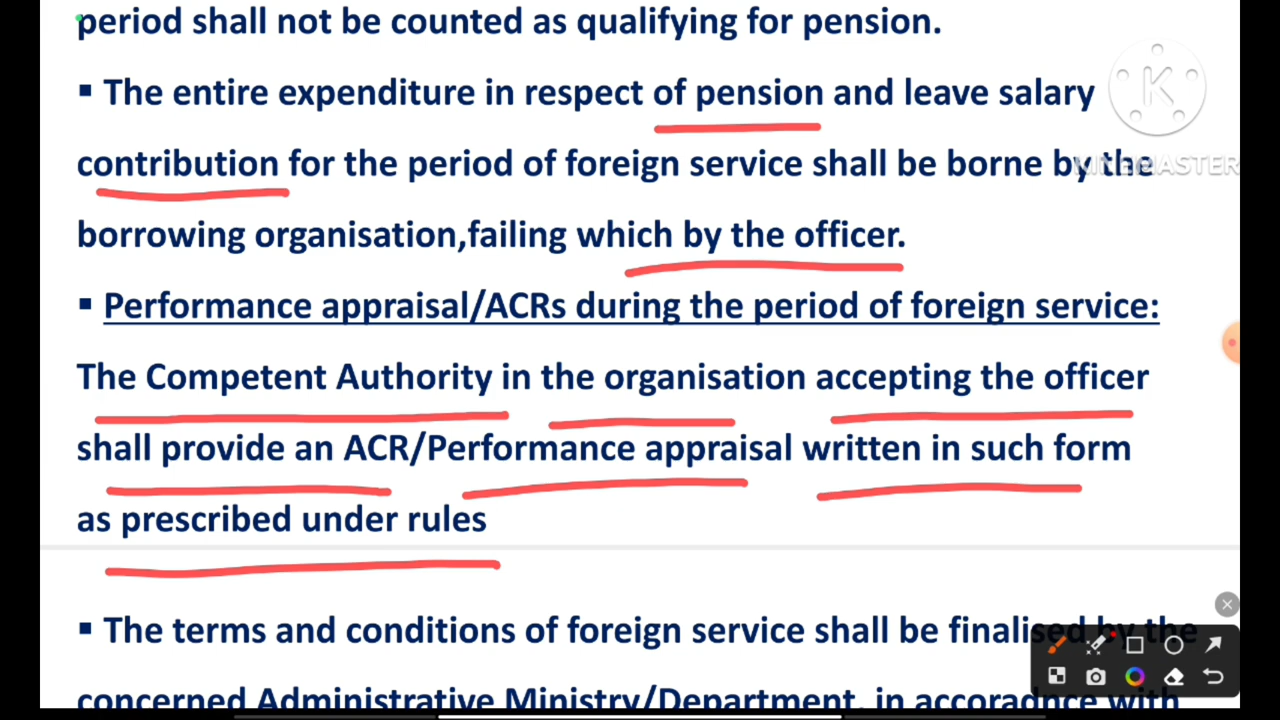 period shall not be counted as qualifying for pension.
▪ The entire expenditure in respect of pension and leave salary
contribution for the period of foreign service shall be borne by the
borrowing organisation,failing which by the officer.
▪ Performance appraisal/ACRs during the period of foreign service:
The Competent Authority in the organisation accepting the officer
shall provide an ACR/Performance appraisal written in such form
as prescribed under rules
▪ The terms and conditions of foreign service shall be finalised by the
concerned Administrative Ministry/Department, in accoradnce with
K
KINEMASTER